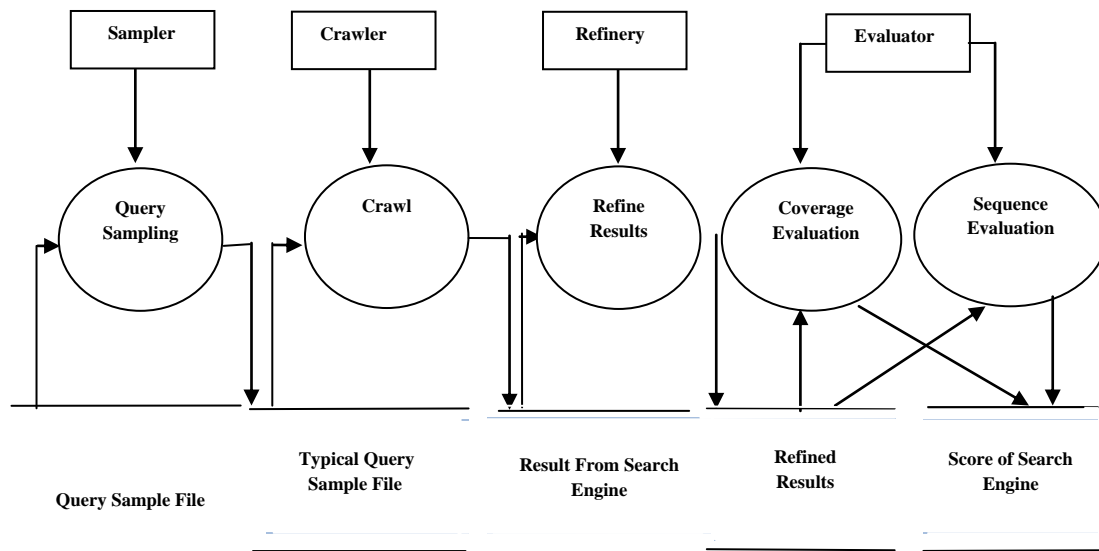 Sampler
Crawler
Refinery
Evaluator
Query
Sampling
Crawl
Refine
Results
Coverage
Evaluation
Sequence
Evaluation
Query Sample File
Typical Query
Sample File
Result From Search
Engine
Refined
Results
Score of Search
Engine